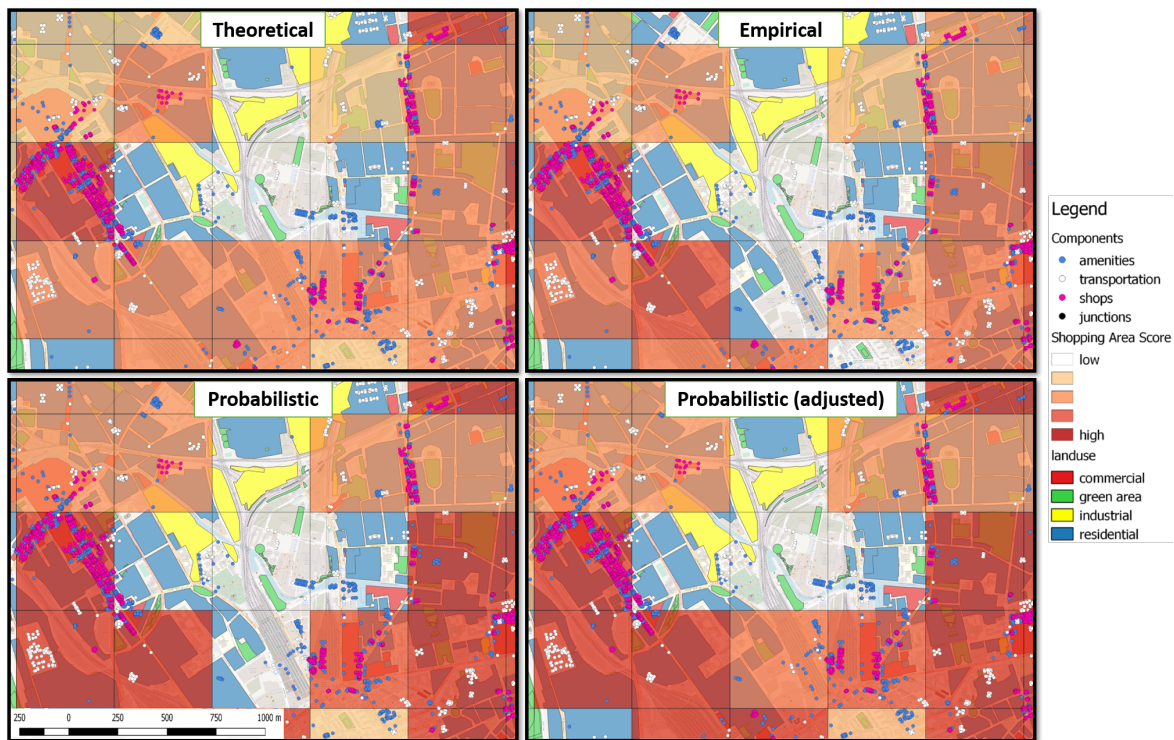 Theoretical
Empirical
Probabilistic
Probabilistic (adjusted)
250 0 250 500 750 1000 m
Legend
Components
amenities
transportation
shops
junctions
Shopping Area Score
low
high
landuse
commercial
green area
industrial
residential